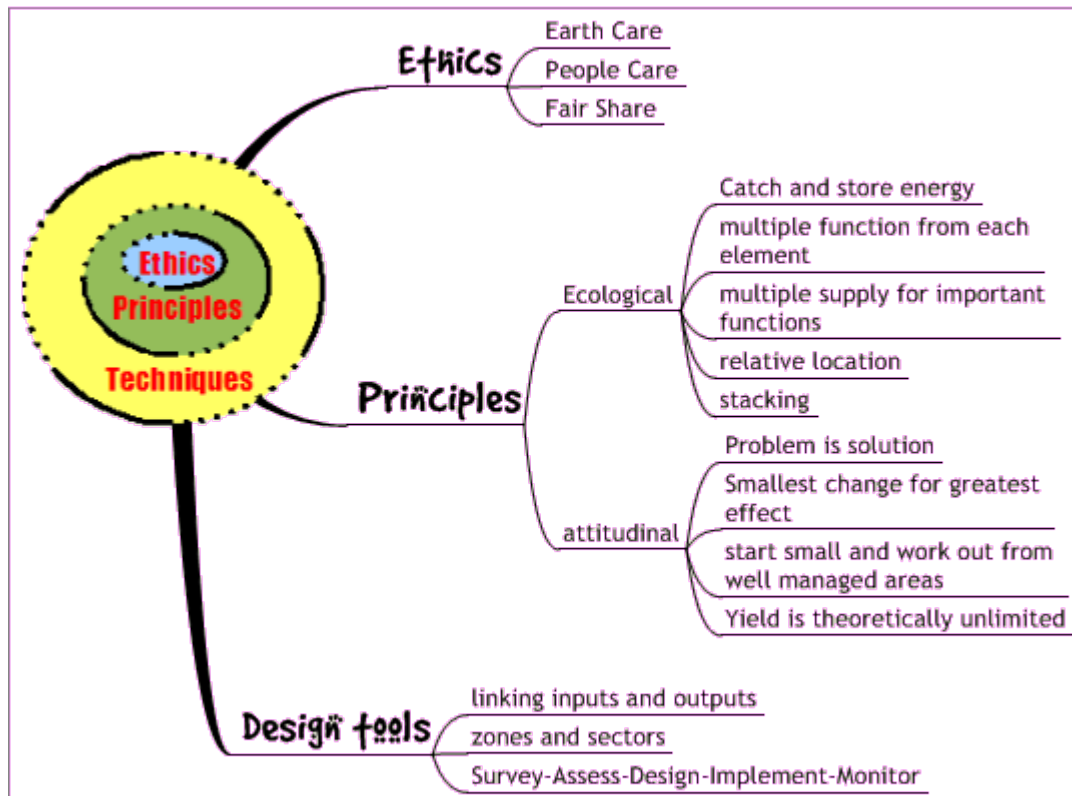 Ethics
Earth Care
People Care
Fair Share
Ethics
Principles
Techniques
Principles
Ecological
Catch and store energy
multiple function from each
element
multiple supply for important
functions
relative location
stacking
attitudinal
Problem is solution
Smallest change for greatest
effect
start small and work out from
well managed areas
Yield is theoretically unlimited
Design tools
linking inputs and outputs
zones and sectors
Survey-Assess-Design-Implement-Monitor